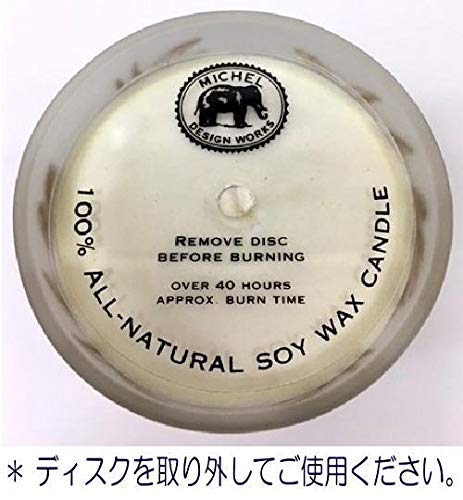 MICHEL
DESIGN WORKS
REMOVE DISC
BEFORE BURNING
OVER 40 HOURS
APPROX. BURN TIME
100% ALL-NATURAL SOY WAX CANDLE
* ディスクを取り外してご使用ください。